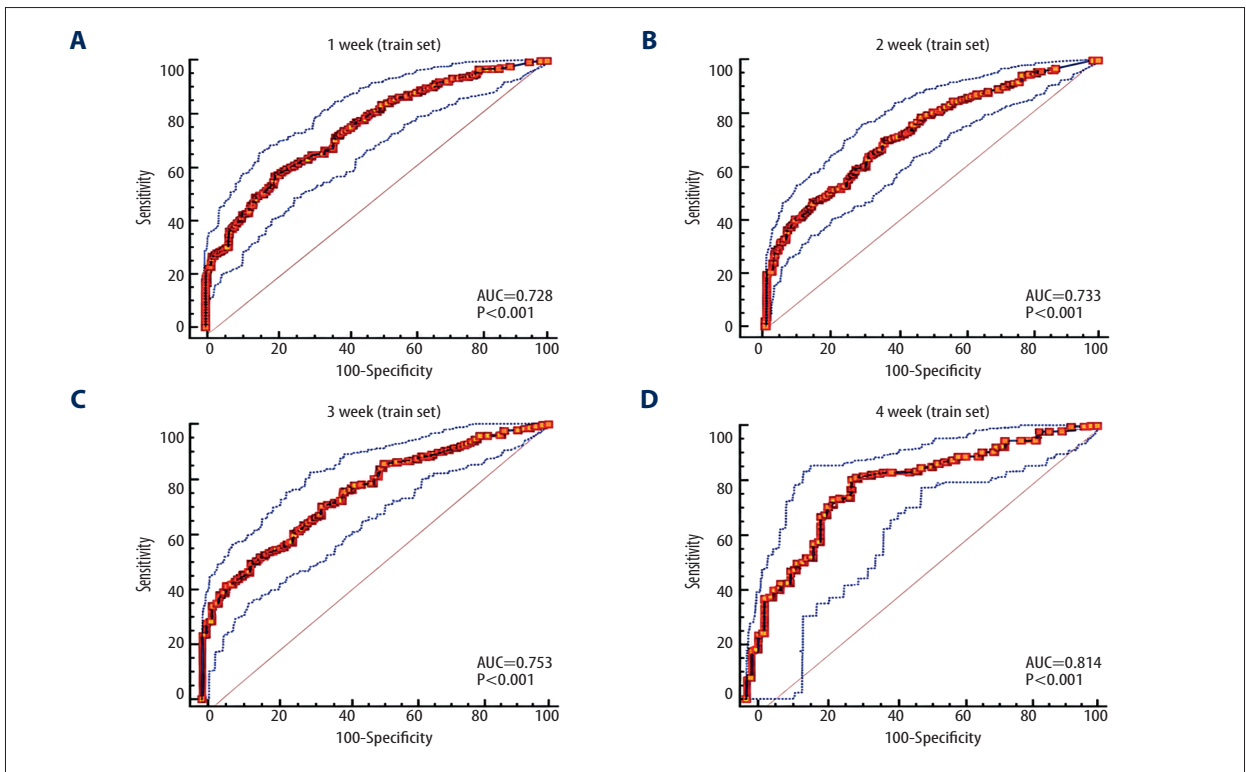 A
1 week (train set)
100
80
60
40
20
0
Sensitivity
AUC=0.728
P<0.001
0 20 40 60 80 100
100-Specificity
B
2 week (train set)
100
80
60
40
20
0
Sensitivity
AUC=0.733
P<0.001
0 20 40 60 80 100
100-Specificity
C
3 week (train set)
100
80
60
40
20
0
Sensitivity
AUC=0.753
P<0.001
0 20 40 60 80 100
100-Specificity
D
4 week (train set)
100
80
60
40
20
0
Sensitivity
AUC=0.814
P<0.001
0 20 40 60 80 100
100-Specificity